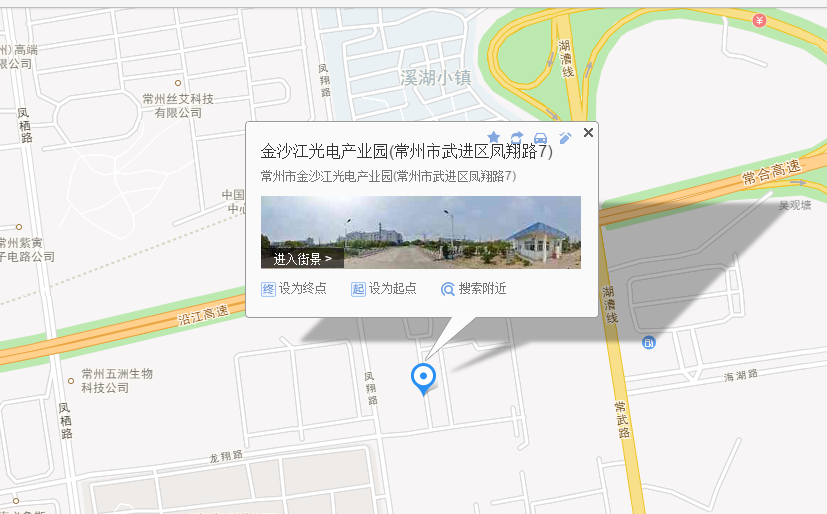 湖漕线
¥
州)高端
限公司
凤翔路
溪湖小镇
常州丝艾科技
有限公司
凤栖路
金沙江光电产业园(常州市武进区凤翔路7)
常州市金沙江光电产业园(常州市武进区凤翔路7)
常合高速
中国
中心
吴观塘
常州紫寅
子电路公司
进入街景 >
终 设为终点
起 设为起点
搜索附近
沿江高速
湖漕线
常州五洲生物
科技公司
凤翔路
海湖路
凤栖路
常武路
龙翔路